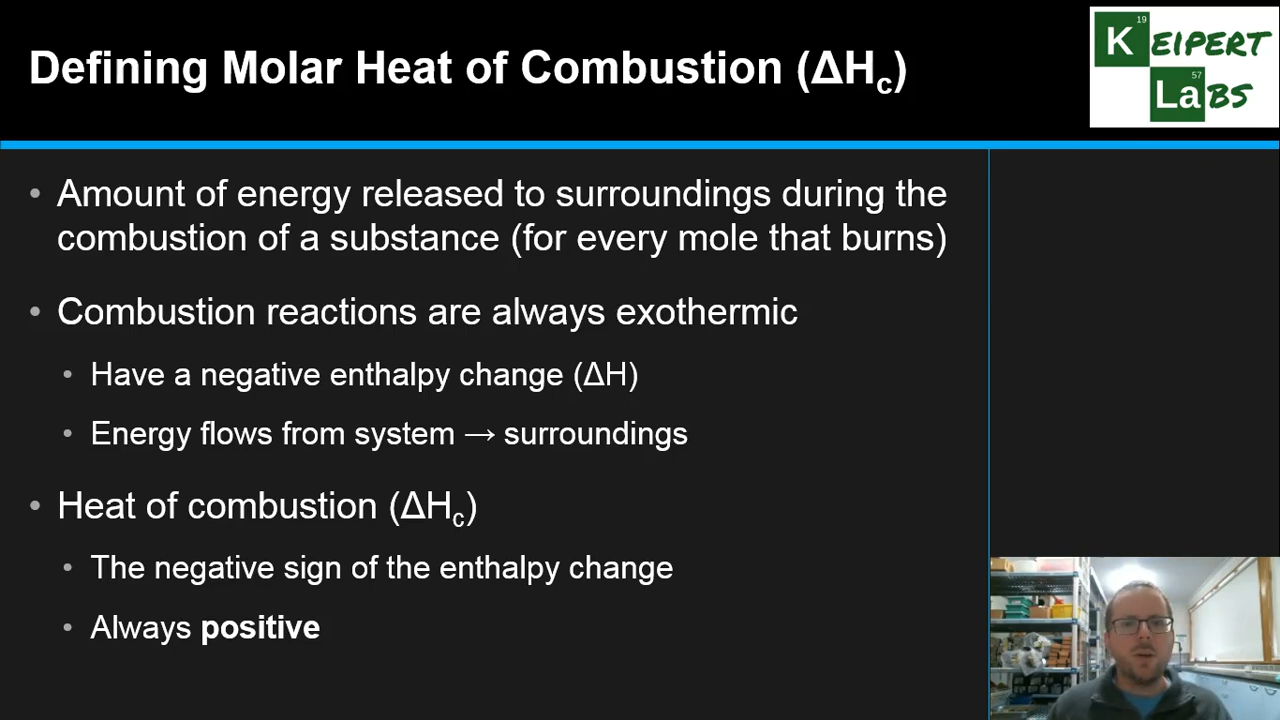 Defining Molar Heat of Combustion (ΔHc)
19
KEIPERT
57
LaBS
• Amount of energy released to surroundings during the
combustion of a substance (for every mole that burns)
• Combustion reactions are always exothermic
• Have a negative enthalpy change (ΔH)
• Energy flows from system → surroundings
• Heat of combustion (ΔHc)
• The negative sign of the enthalpy change
• Always positive